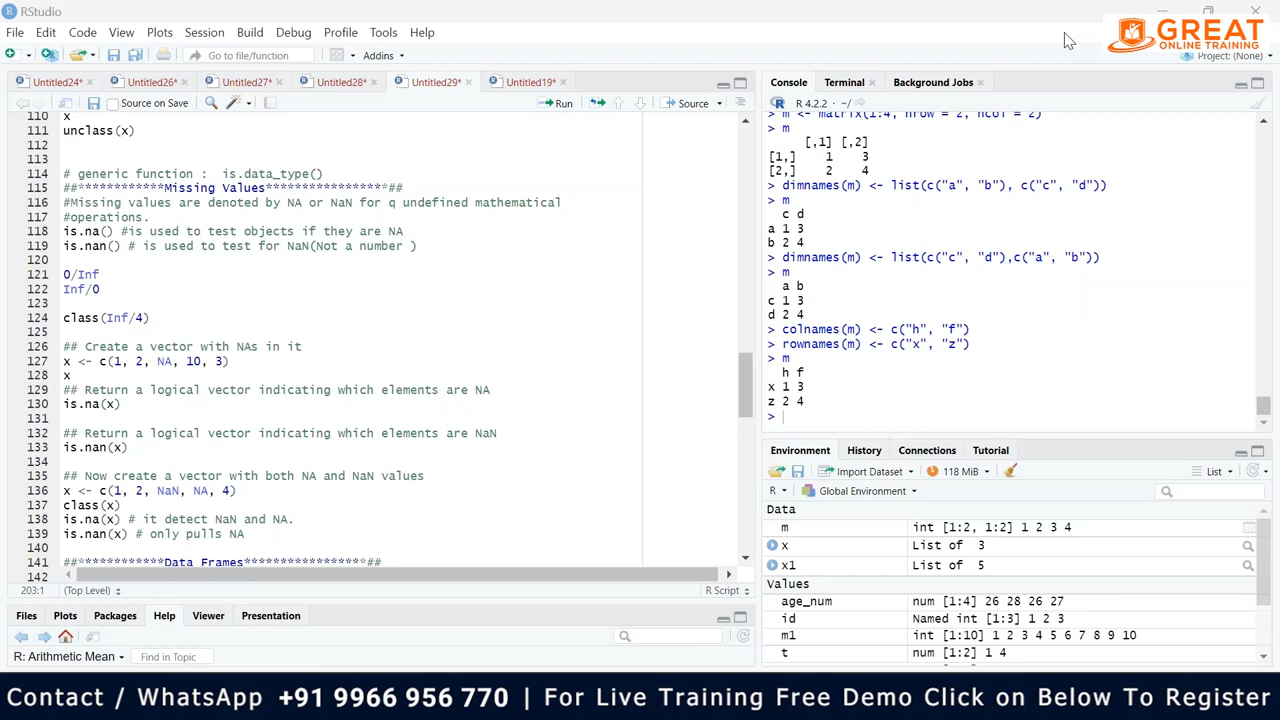 RStudio
File Edit Code View Plots Session Build Debug Profile Tools Help
GREAT
ONLINE TRAINING
Go to file/function Addins
Project: (None)
Untitled24* Untitled26* Untitled27* Untitled28* Untitled29* Untitled19*
Source on Save Run Source
110 x
111 unclass(x)
112
113
114 # generic function :  is.data_type()
115 ##************Missing Values****************##
116 #Missing values are denoted by NA or NaN for q undefined mathematical
117 #operations.
118 is.na() #is used to test objects if they are NA
119 is.nan() # is used to test for NaN(Not a number )
120
121 0/Inf
122 Inf/0
123
124 class(Inf/4)
125
126 ## Create a vector with NAs in it
127 x <- c(1, 2, NA, 10, 3)
128 x
129 ## Return a logical vector indicating which elements are NA
130 is.na(x)
131
132 ## Return a logical vector indicating which elements are NaN
133 is.nan(x)
134
135 ## Now create a vector with both NA and NaN values
136 x <- c(1, 2, NaN, NA, 4)
137 class(x)
138 is.na(x) # it detect NaN and NA.
139 is.nan(x) # only pulls NA
140
141 ##************Data Frames*****************##
142
203:1 (Top Level) R Script
Files Plots Packages Help Viewer Presentation
R: Arithmetic Mean Find in Topic
Console Terminal Background Jobs
R 4.2.2 · ~/
> m <- matrix(1:4, nrow = 2, ncol = 2)
> m
[,1] [,2]
[1,] 1 3
[2,] 2 4
> dimnames(m) <- list(c("a", "b"), c("c", "d"))
> m
c d
a 1 3
b 2 4
> dimnames(m) <- list(c("c", "d"),c("a", "b"))
> m
a b
c 1 3
d 2 4
> colnames(m) <- c("h", "f")
> rownames(m) <- c("x", "z")
> m
h f
x 1 3
z 2 4
>
Environment History Connections Tutorial
Import Dataset 118 MiB List
R Global Environment
Data
m int [1:2, 1:2] 1 2 3 4
x List of  3
x1 List of  5
Values
age_num num [1:4] 26 28 26 27
id Named int [1:3] 1 2 3
m1 int [1:10] 1 2 3 4 5 6 7 8 9 10
t num [1:2] 1 4
Contact / WhatsApp +91 9966 956 770 | For Live Training Free Demo Click on Below To Register